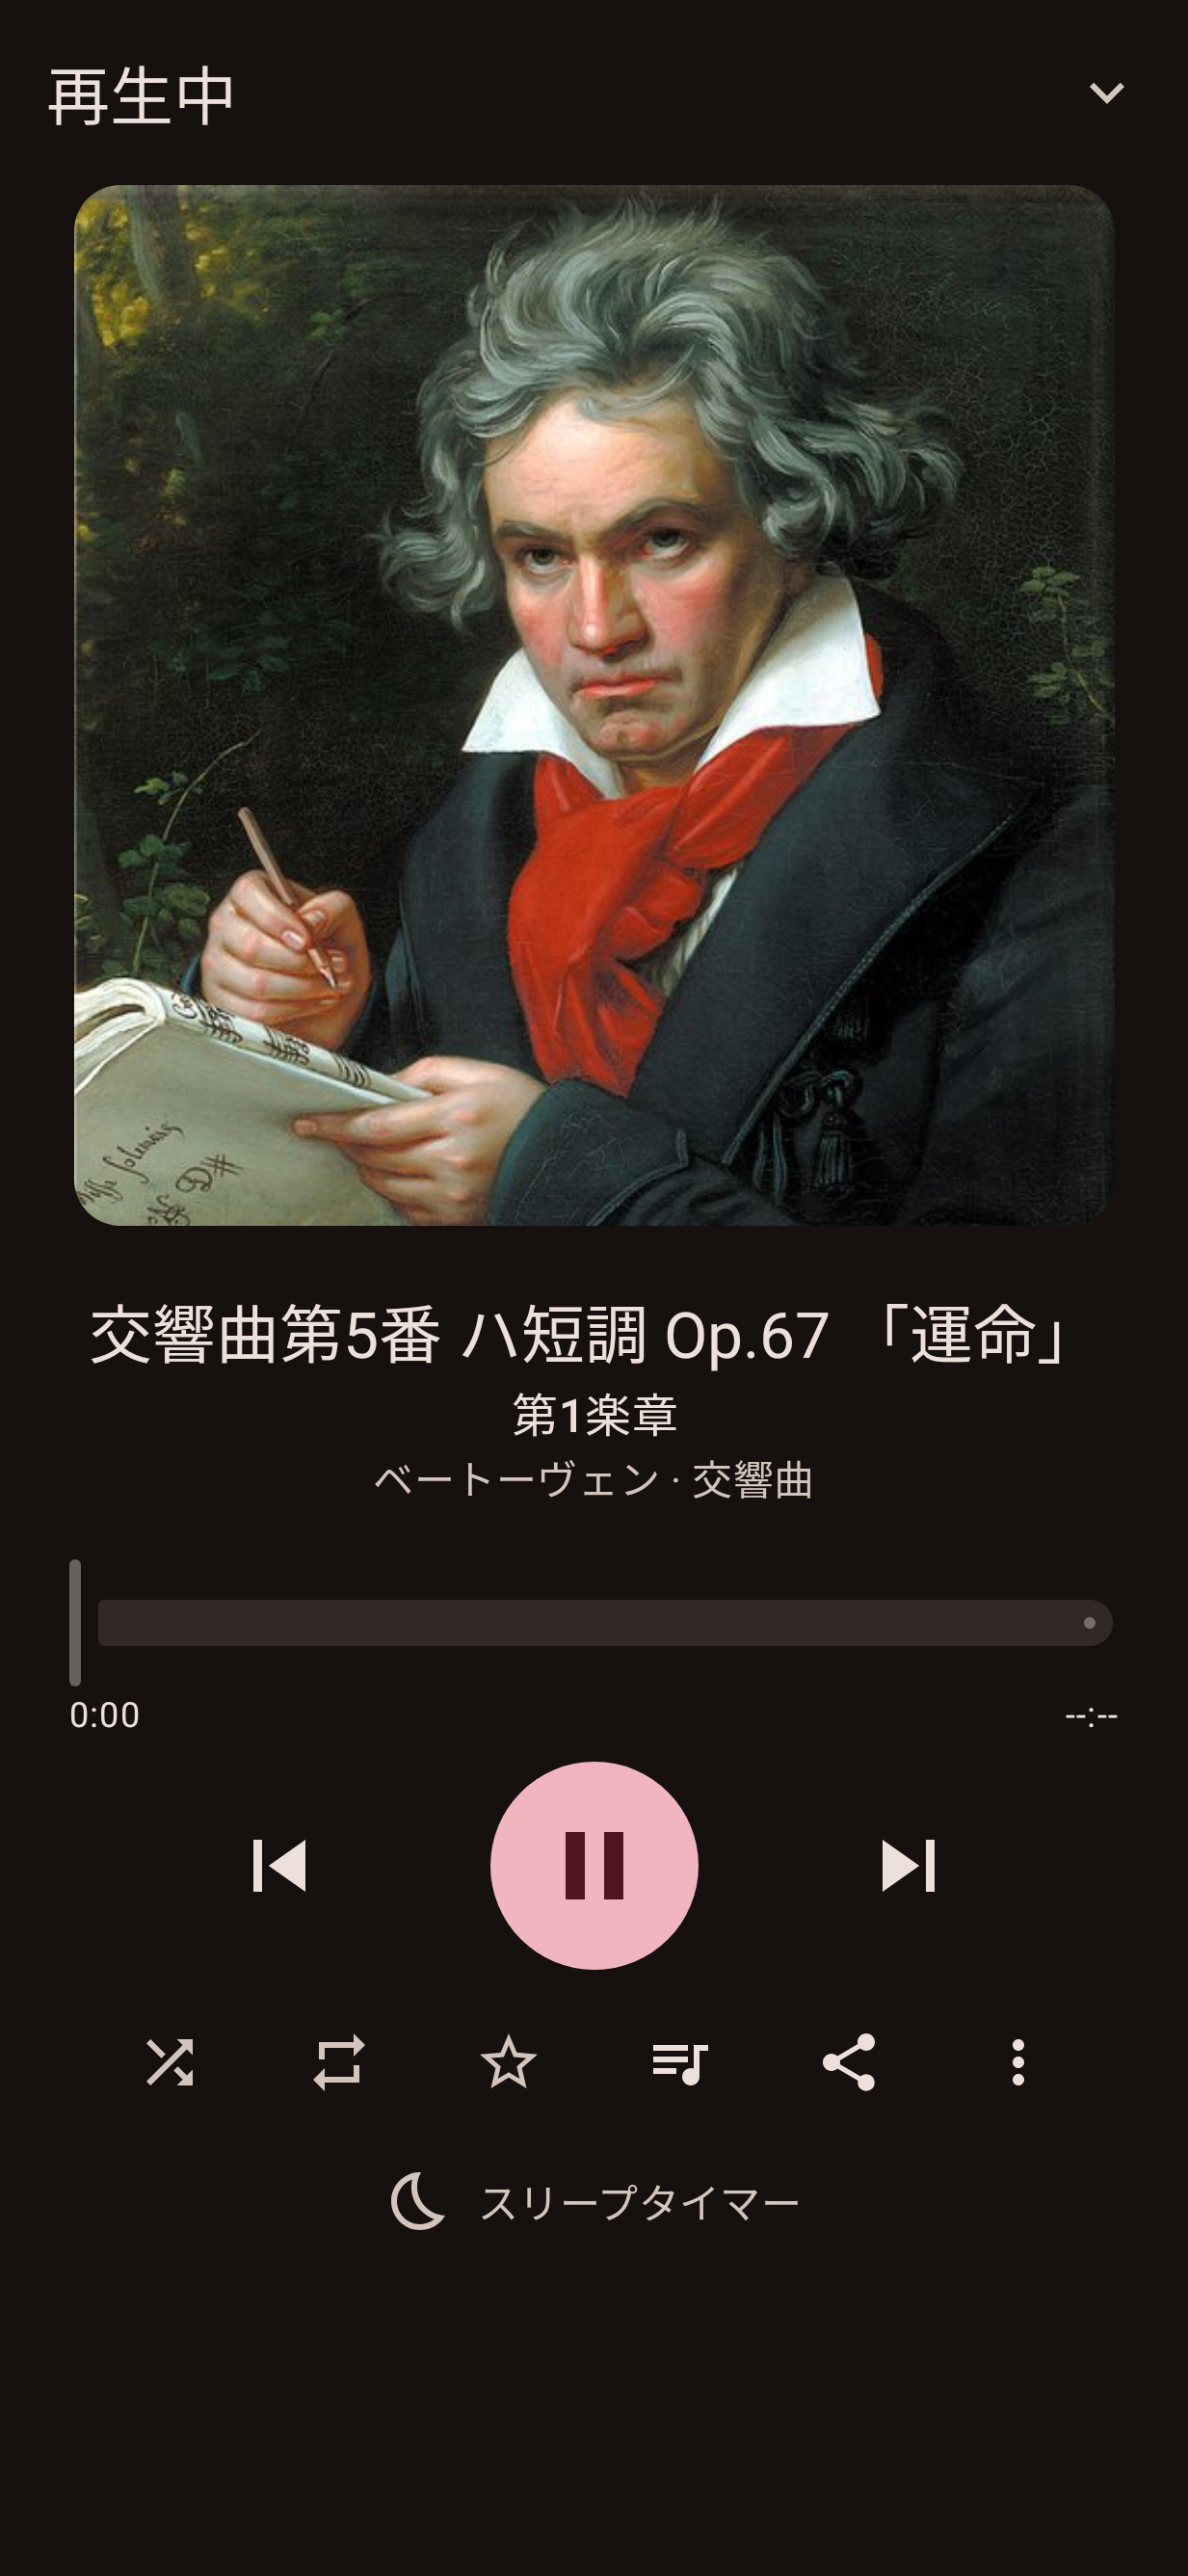 再生中
交響曲第5番 ハ短調 Op.67 「運命」
第1楽章
ベートーヴェン · 交響曲
0:00
--:--
スリープタイマー